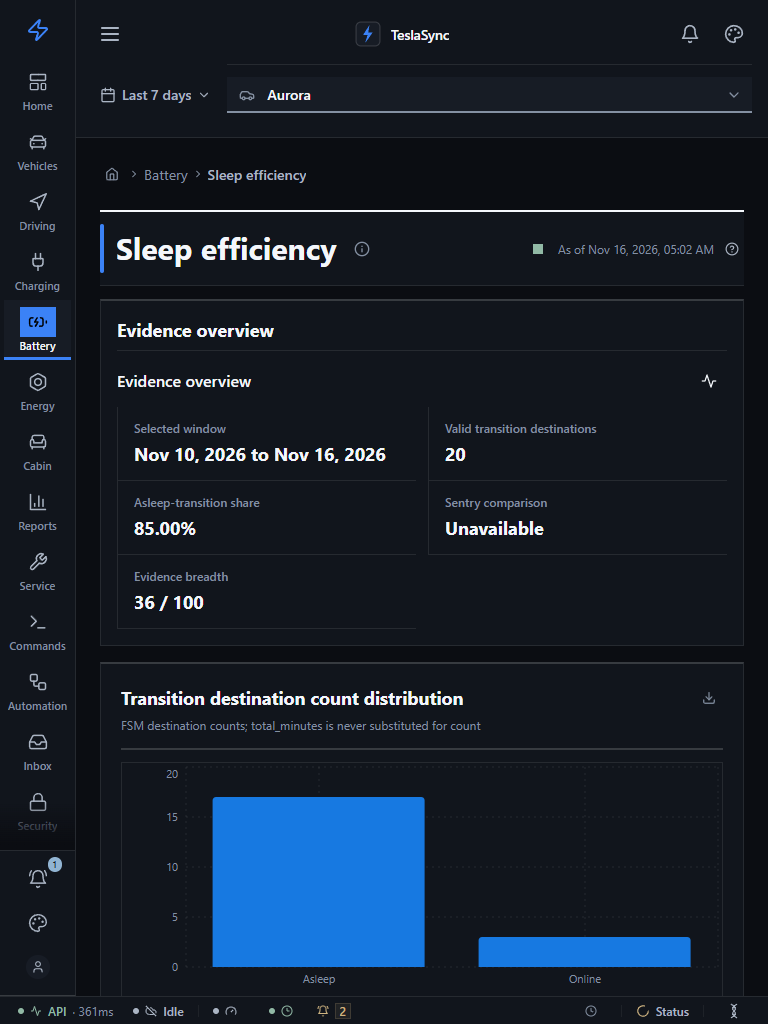 TeslaSync
Last 7 days
Aurora
Home
Vehicles
Driving
Charging
Battery
Energy
Cabin
Reports
Service
Commands
Automation
Inbox
Security
1
Battery
Sleep efficiency
Sleep efficiency
As of Nov 16, 2026, 05:02 AM
Evidence overview
Evidence overview
Selected window
Nov 10, 2026 to Nov 16, 2026
Valid transition destinations
20
Asleep-transition share
85.00%
Sentry comparison
Unavailable
Evidence breadth
36 / 100
Transition destination count distribution
FSM destination counts; total_minutes is never substituted for count
20
15
10
5
0
Asleep
Online
API · 361ms
Idle
2
Status